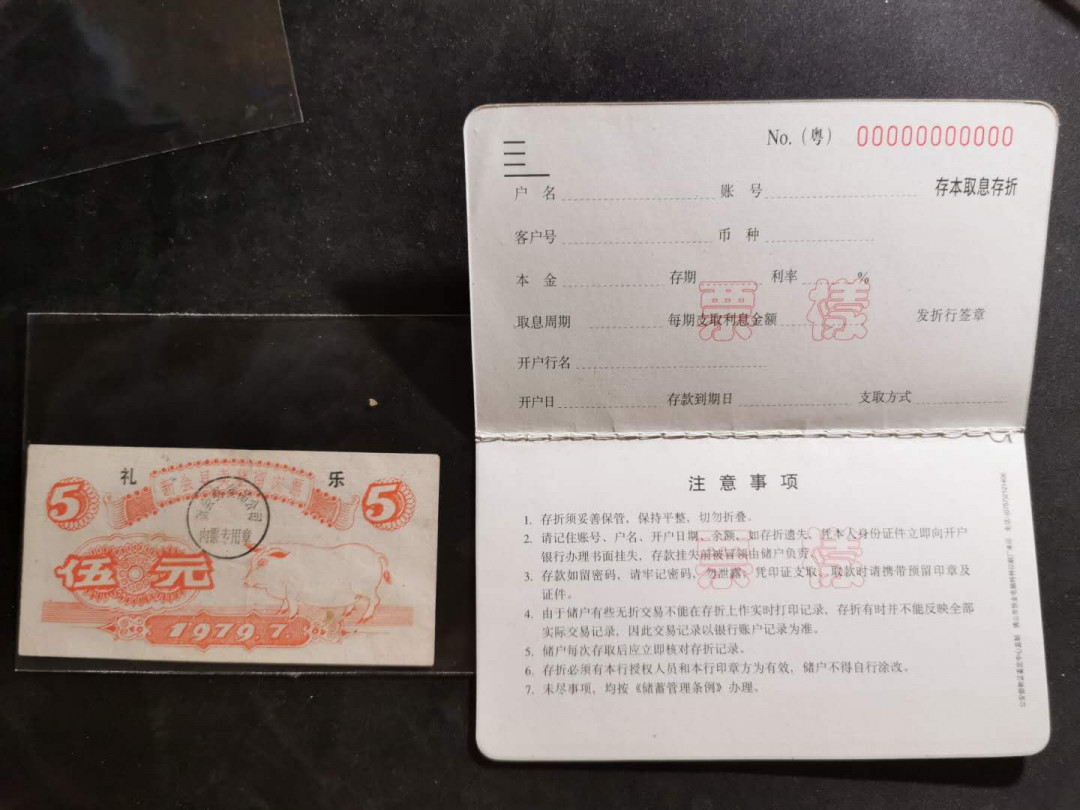 礼 乐
5 5
内票专用章
伍元
1979.7.
No.（粤） 00000000000
户 名 账 号 存本取息存折
客户号 币 种
本 金 存期 利率 %
票 樣
取息周期 每期支取利息金额 发折行签章
开户行名
开户日 存款到期日 支取方式
注 意 事 项
1. 存折须妥善保管，保持平整，切勿折叠。
2. 请记住账号、户名、开户日期、余额，如存折遗失，凭本人身份证件立即向开户
银行办理书面挂失，存款挂失前被冒领由储户负责。
票 樣
3. 存款如留密码，请牢记密码，勿泄露，凭印证支取，取款时请携带预留印章及
证件。
4. 由于储户有些无折交易不能在存折上作实时打印记录，存折有时并不能反映全部
实际交易记录，因此交易记录以银行账户记录为准。
5. 储户每次存取后应立即核对存折记录。
6. 存折必须有本行授权人员和本行印章方为有效，储户不得自行涂改。
7. 未尽事项，均按《储蓄管理条例》办理。